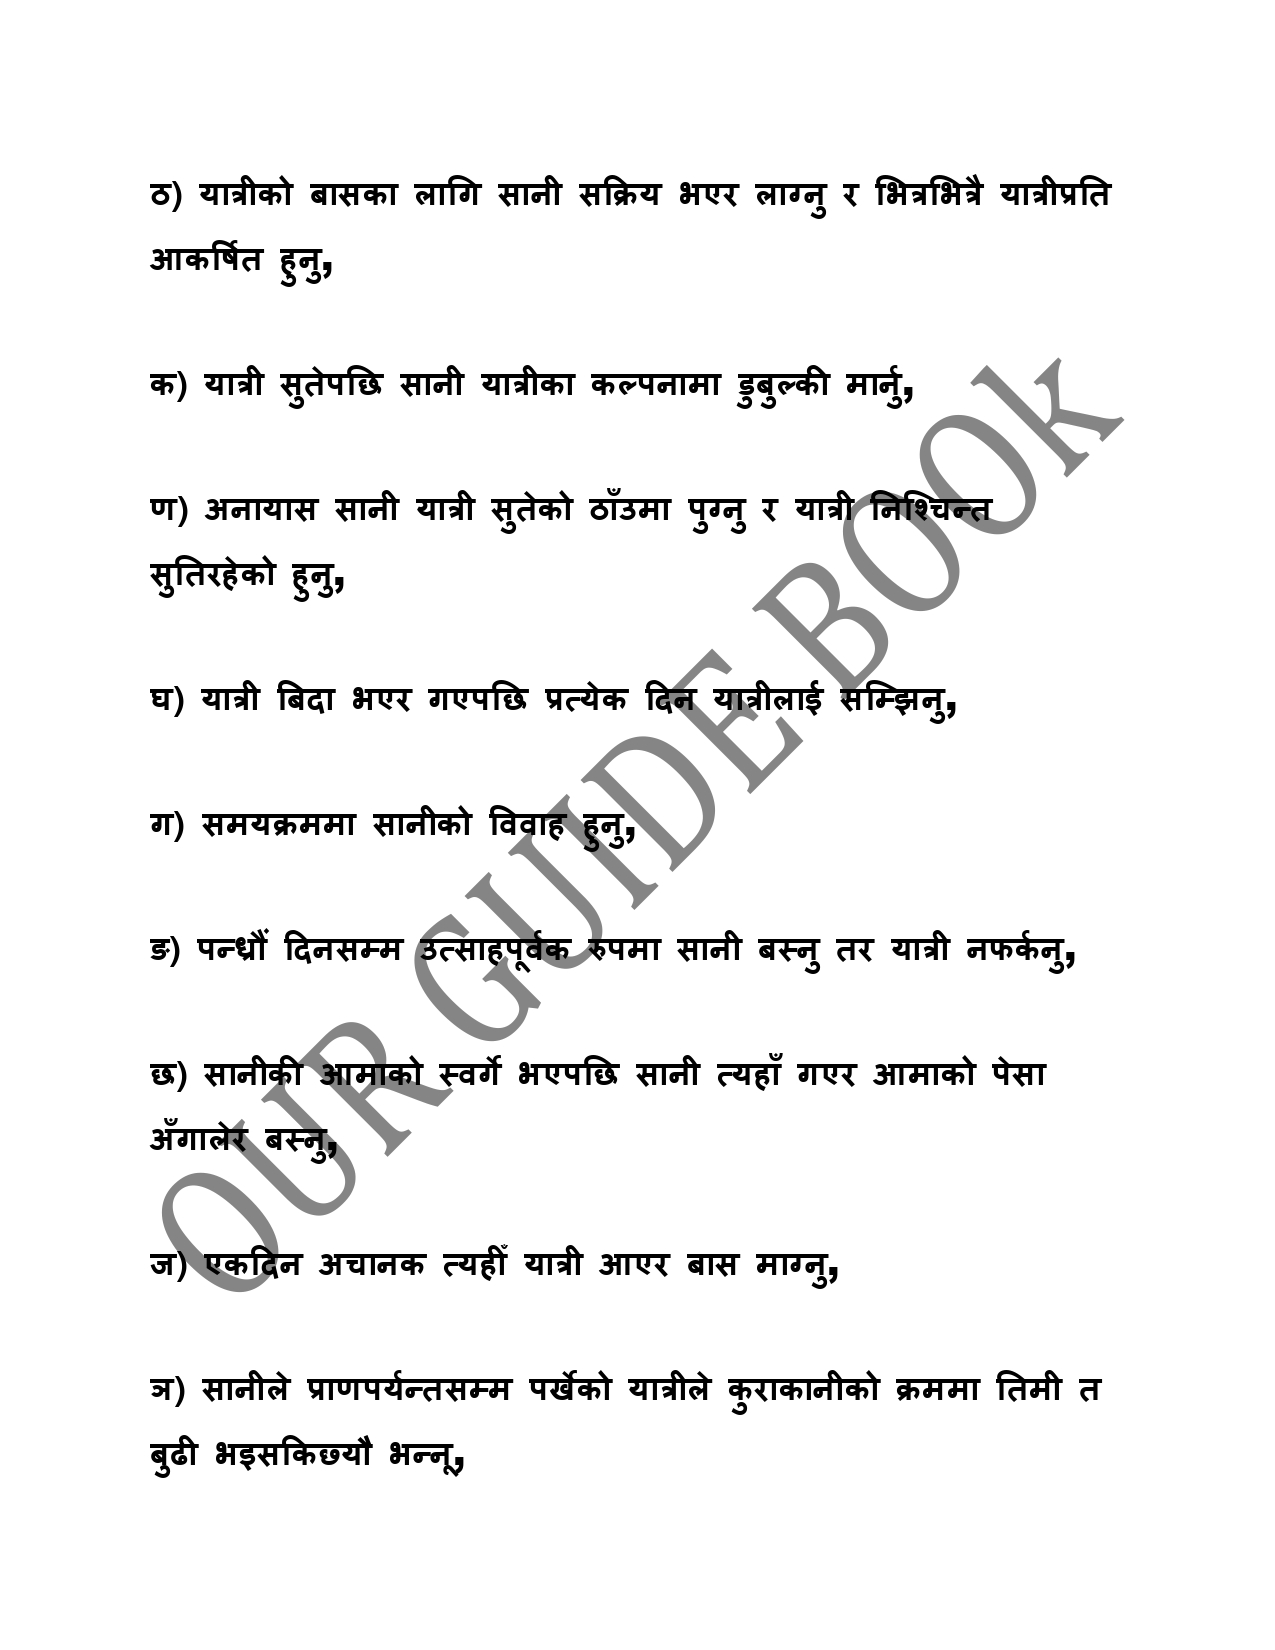 ठ) यात्रीको बासका लागि सानी सक्रिय भएर लाग्नु र भित्रभित्रै यात्रीप्रति
आकर्षित हुनु,
क) यात्री सुतेपछि सानी यात्रीका कल्पनामा डुबुल्की मार्नु,
ण) अनायास सानी यात्री सुतेको ठाँउमा पुग्नु र यात्री निश्चिन्त
सुतिरहेको हुनु,
घ) यात्री बिदा भएर गएपछि प्रत्येक दिन यात्रीलाई सम्झिनु,
ग) समयक्रममा सानीको विवाह हुनु,
ङ) पन्ध्रौं दिनसम्म उत्साहपूर्वक रुपमा सानी बस्नु तर यात्री नफर्कनु,
छ) सानीकी आमाको स्वर्गे भएपछि सानी त्यहाँ गएर आमाको पेसा
अँगालेर बस्नु,
ज) एकदिन अचानक त्यहीँ यात्री आएर बास माग्नु,
ञ) सानीले प्राणपर्यन्तसम्म पर्खेको यात्रीले कुराकानीको क्रममा तिमी त
बुढी भइसकिछ्यौ भन्नू,
OUR GUIDE BOOk